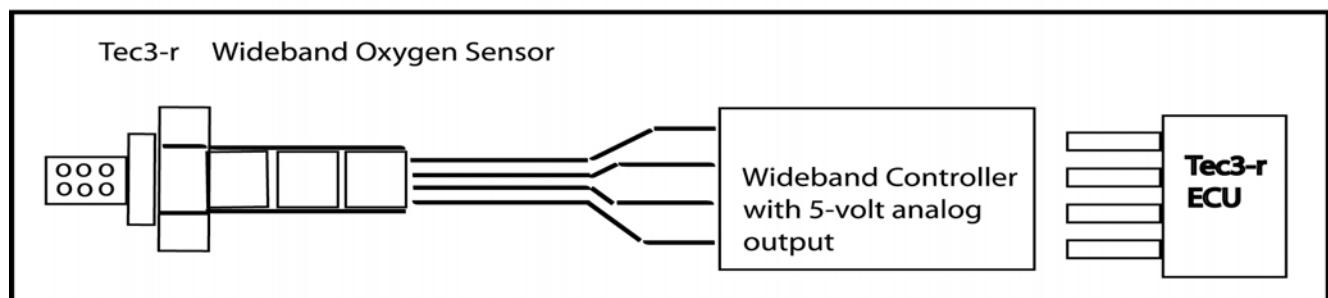 Tec3-r Wideband Oxygen Sensor
Wideband Controller
with 5-volt analog
output
Tec3-r
ECU